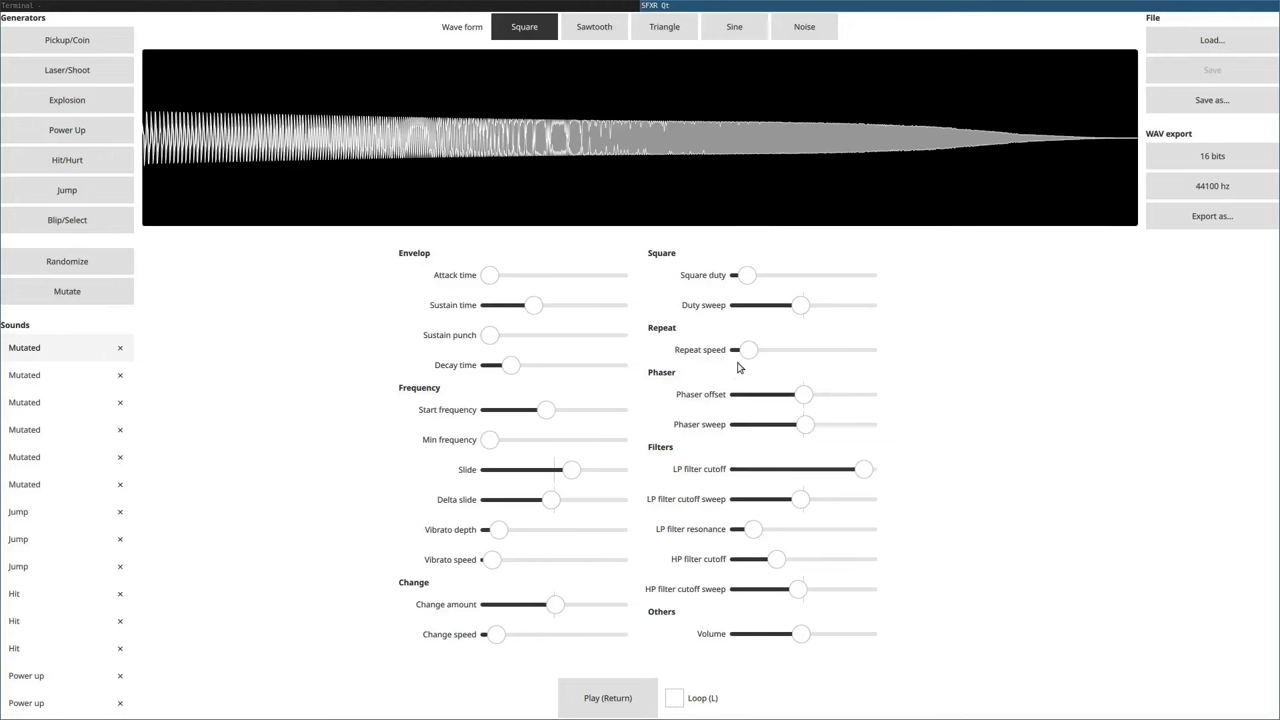 Terminal -
SFXR Qt
Generators
Pickup/Coin
Laser/Shoot
Explosion
Power Up
Hit/Hurt
Jump
Blip/Select
Randomize
Mutate
Sounds
Mutated ×
Mutated ×
Mutated ×
Mutated ×
Mutated ×
Mutated ×
Jump ×
Jump ×
Jump ×
Hit ×
Hit ×
Hit ×
Power up ×
Power up ×
Wave form Square Sawtooth Triangle Sine Noise
Envelop
Attack time
Sustain time
Sustain punch
Decay time
Frequency
Start frequency
Min frequency
Slide
Delta slide
Vibrato depth
Vibrato speed
Change
Change amount
Change speed
Square
Square duty
Duty sweep
Repeat
Repeat speed
Phaser
Phaser offset
Phaser sweep
Filters
LP filter cutoff
LP filter cutoff sweep
LP filter resonance
HP filter cutoff
HP filter cutoff sweep
Others
Volume
Play (Return) Loop (L)
File
Load...
Save
Save as...
WAV export
16 bits
44100 hz
Export as...